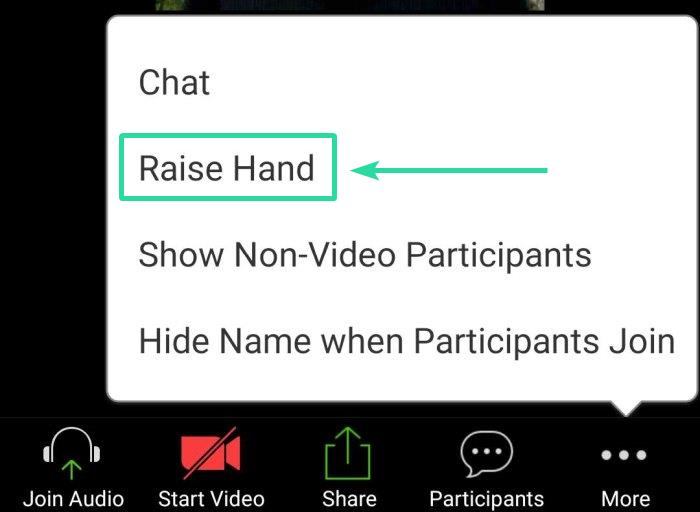 Chat
Raise Hand
Show Non-Video Participants
Hide Name when Participants Join
Join Audio
Start Video
Share
Participants
More